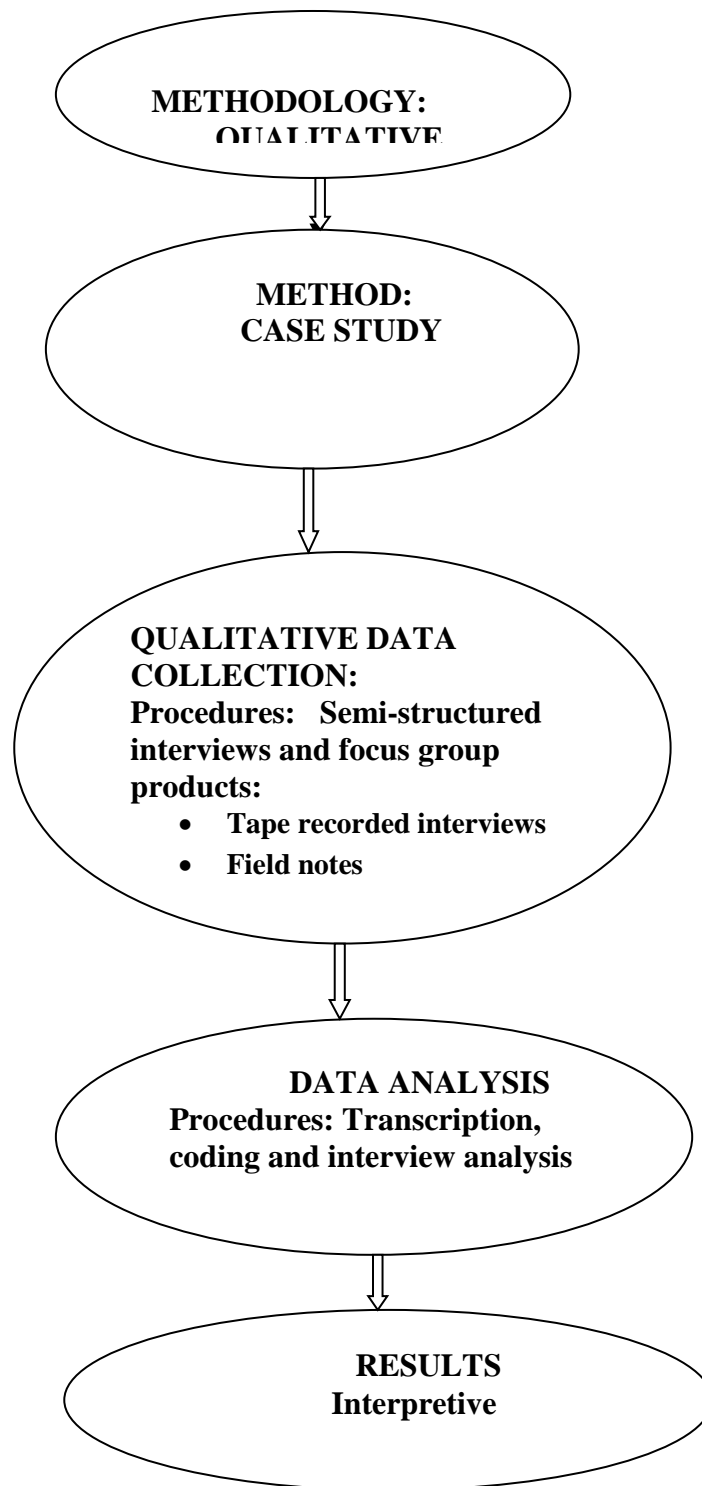 METHODOLOGY:
QUALITATIVE
METHOD:
CASE STUDY
QUALITATIVE DATA
COLLECTION:
Procedures: Semi-structured
interviews and focus group
products:
• Tape recorded interviews
• Field notes
DATA ANALYSIS
Procedures: Transcription,
coding and interview analysis
RESULTS
Interpretive